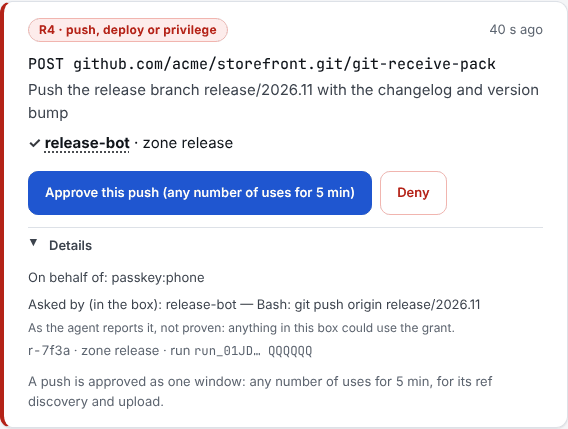 R4 · push, deploy or privilege
40 s ago
POST github.com/acme/storefront.git/git-receive-pack
Push the release branch release/2026.11 with the changelog and version
bump
✓ release-bot · zone release
Approve this push (any number of uses for 5 min)
Deny
▼ Details
On behalf of: passkey:phone
Asked by (in the box): release-bot — Bash: git push origin release/2026.11
As the agent reports it, not proven: anything in this box could use the grant.
r-7f3a · zone release · run run_01JD… QQQQQQ
A push is approved as one window: any number of uses for 5 min, for its ref
discovery and upload.